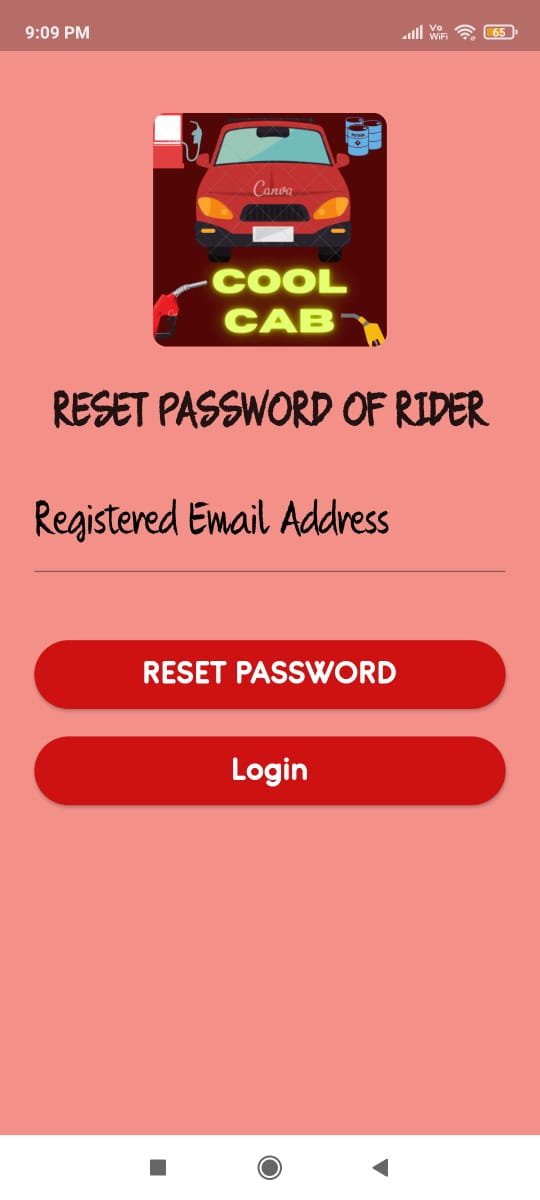 9:09 PM
Vo
WiFi
65
Canva
COOL
CAB
RESET PASSWORD OF RIDER
Registered Email Address
RESET PASSWORD
Login